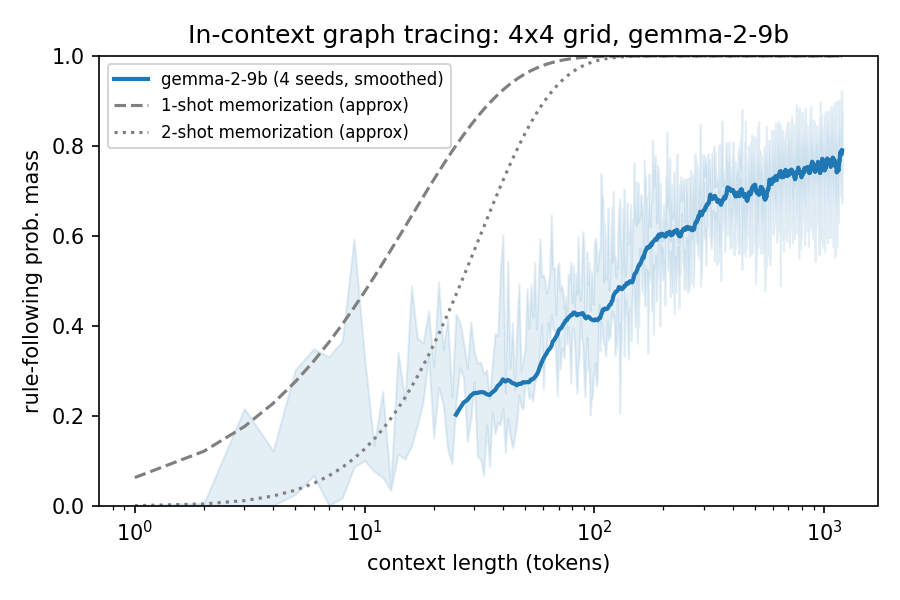 In-context graph tracing: 4x4 grid, gemma-2-9b
gemma-2-9b (4 seeds, smoothed)
1-shot memorization (approx)
2-shot memorization (approx)
rule-following prob. mass
1.0
0.8
0.6
0.4
0.2
0.0
10⁰
10¹
10²
10³
context length (tokens)